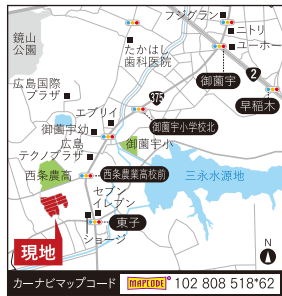 フジグラン
ニトリ
ユーホー
鏡山
公園
たかはし
歯科医院
御薗宇
2
広島国際
プラザ
375
早稲木
エブリイ
御薗宇小学校北
御薗宇幼
御薗宇小
広島
テクノプラザ
西条農高
西条農業高校前
三永水源地
セブン
イレブン
東子
ショージ
現地
N
カーナビマップコード MAPCODE® 102 808 518*62